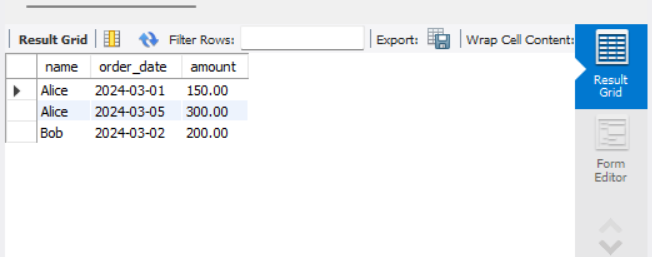 Result Grid Filter Rows: Export: Wrap Cell Content:
name order_date amount
Alice 2024-03-01 150.00
Alice 2024-03-05 300.00
Bob 2024-03-02 200.00
Result
Grid
Form
Editor